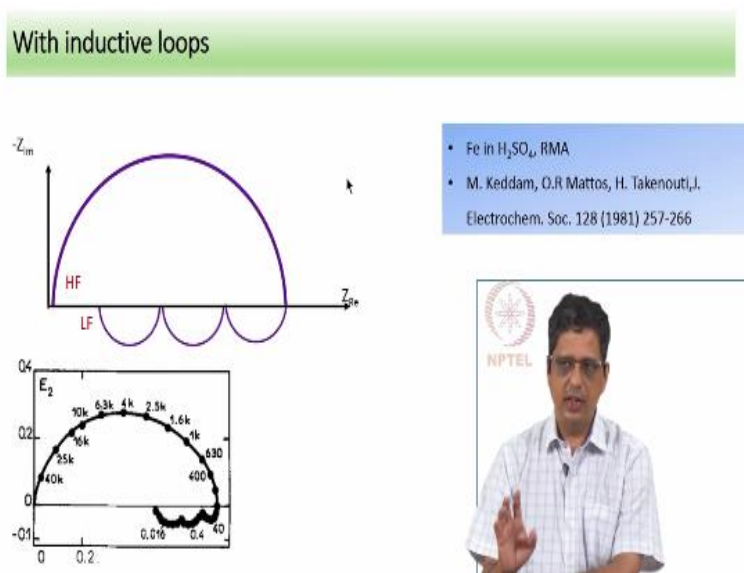 With inductive loops
-Z_Im
HF
LF
Z_Re
• Fe in H₂SO₄, RMA
• M. Keddam, O.R Mattos, H. Takenouti,J.
Electrochem. Soc. 128 (1981) 257-266
NPTEL
0.4
E₂
0.2
0
-0.1
0
0.2
40k
25k
16k
10k
6.3k
4k
2.5k
1.6k
1k
630
400
40
0.4
0.016